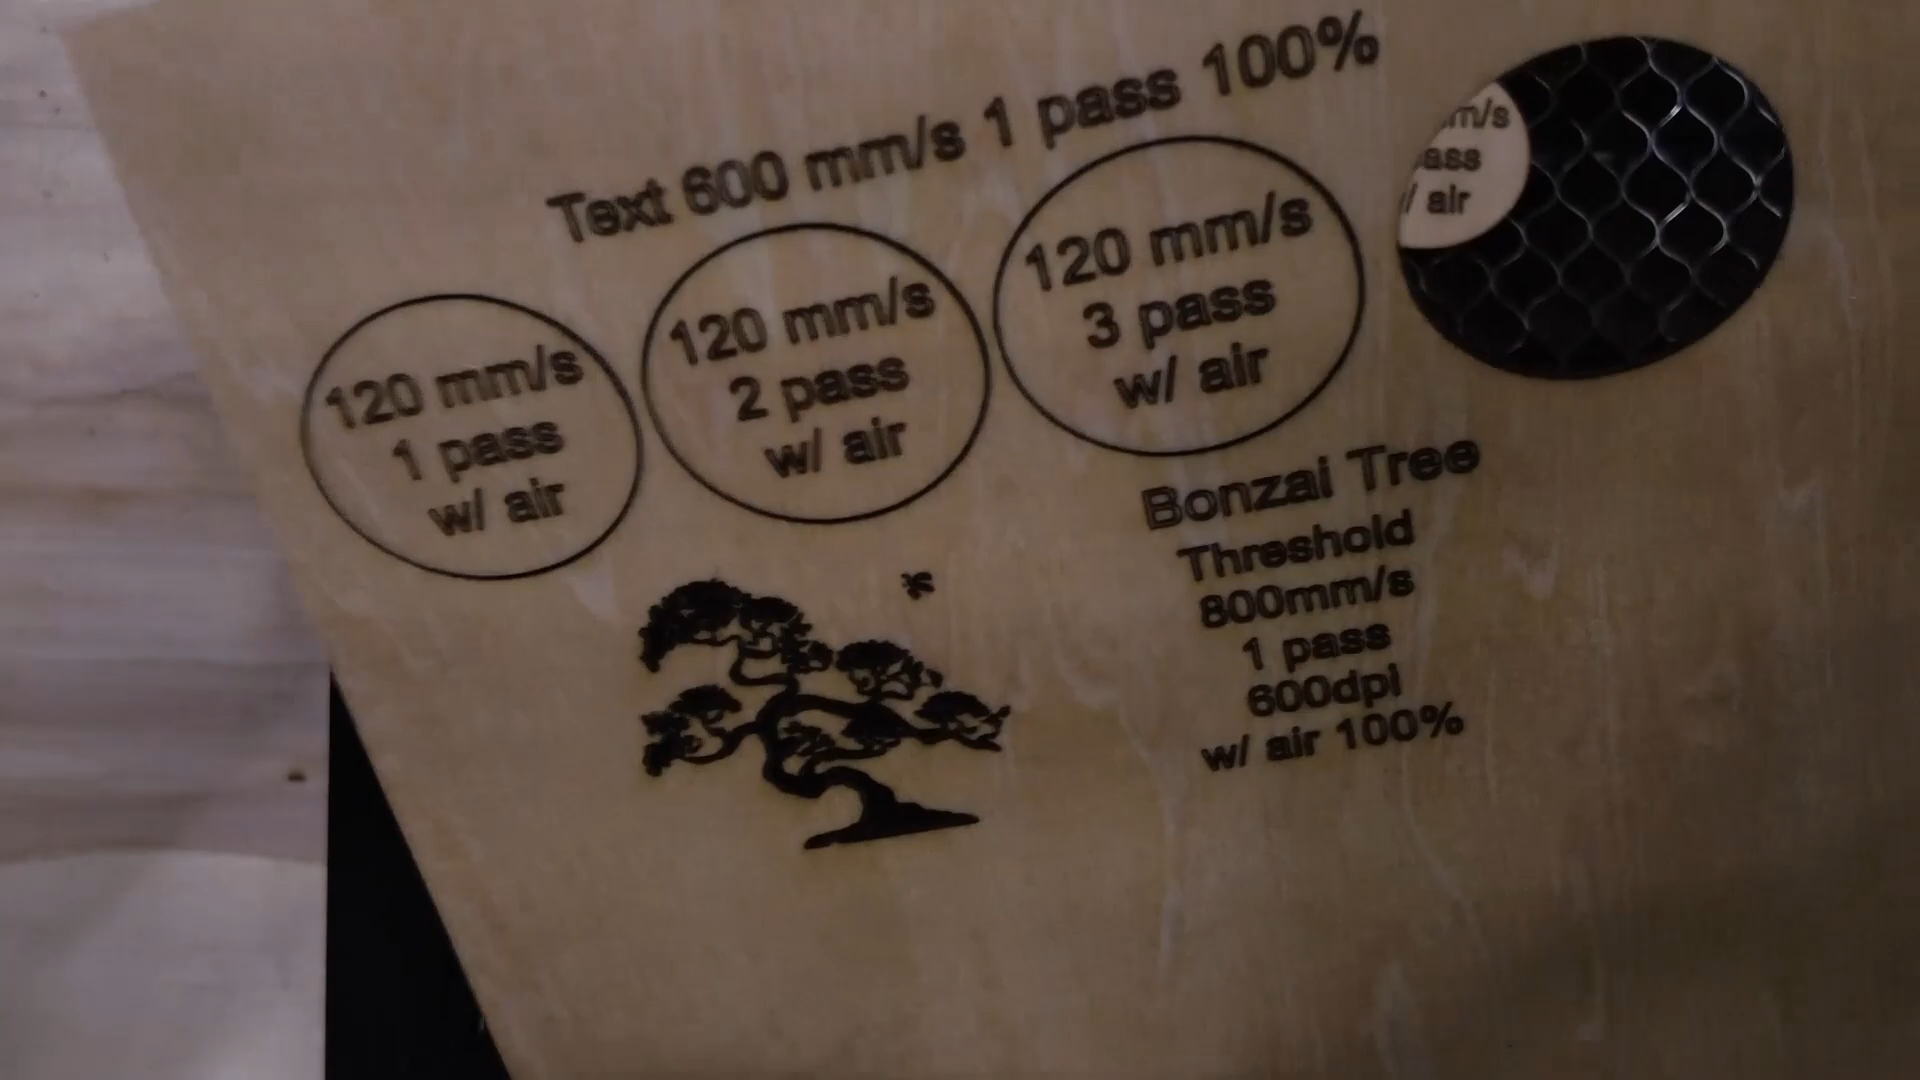 Text 600 mm/s 1 pass 100%
120 mm/s
1 pass
w/ air
120 mm/s
2 pass
w/ air
120 mm/s
3 pass
w/ air
m/s
ass
/ air
Bonzai Tree
Threshold
800mm/s
1 pass
600dpi
w/ air 100%